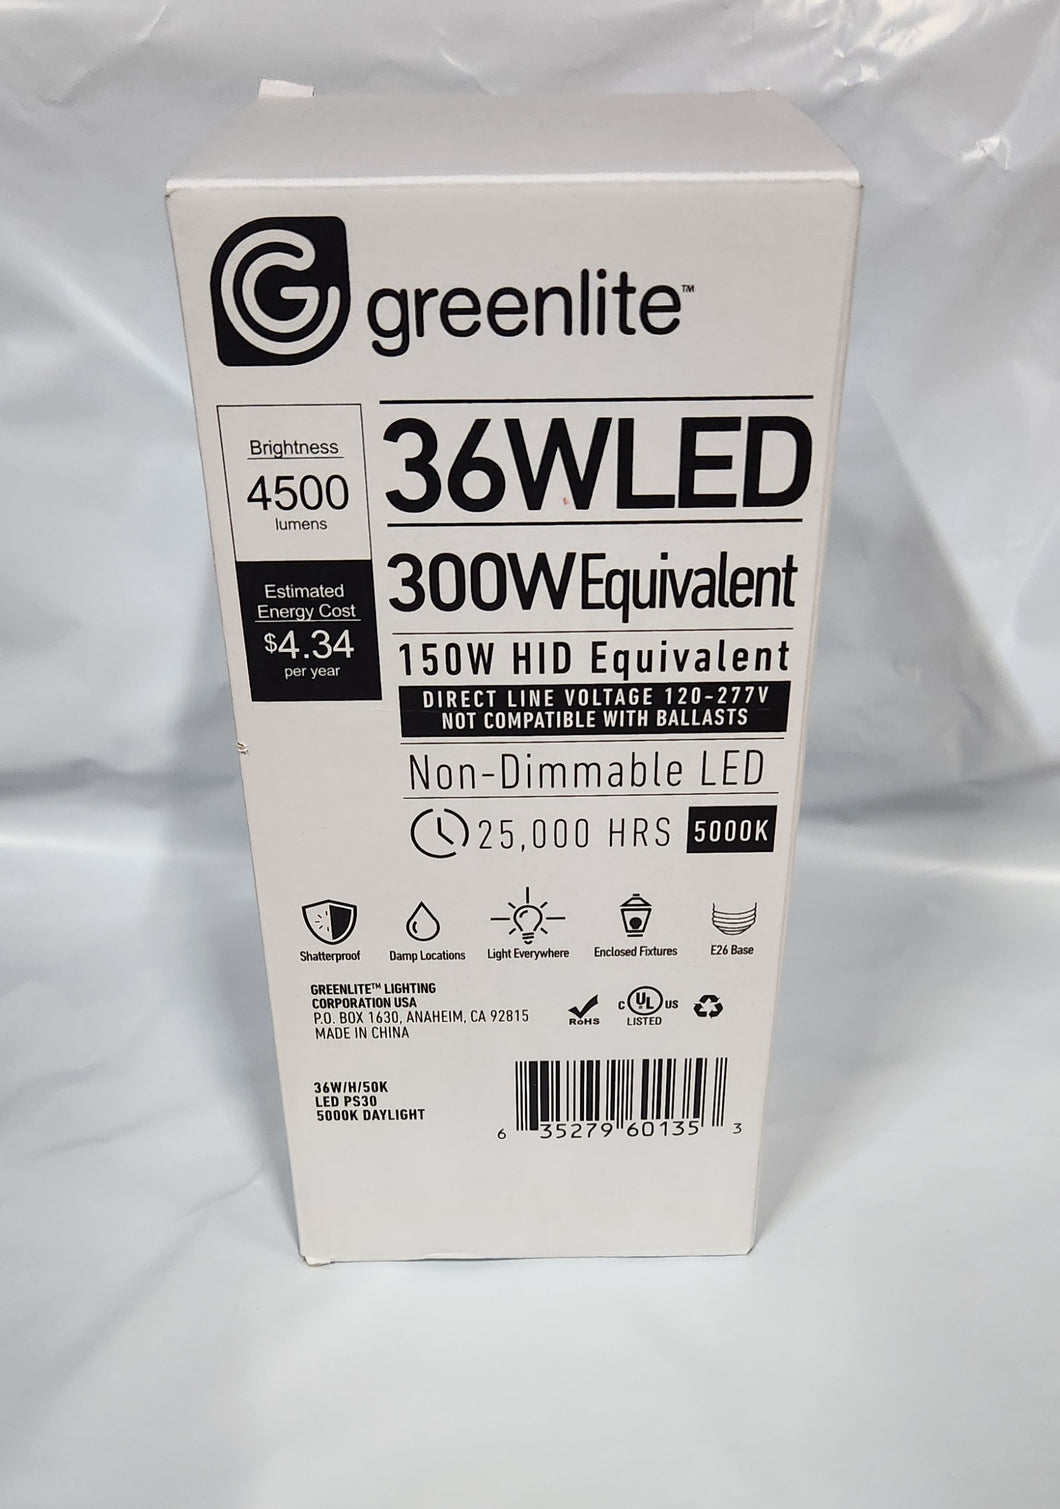 greenlite™
Brightness
4500
lumens
Estimated
Energy Cost
$4.34
per year
36WLED
300W Equivalent
150W HID Equivalent
DIRECT LINE VOLTAGE 120-277V
NOT COMPATIBLE WITH BALLASTS
Non-Dimmable LED
25,000 HRS 5000K
Shatterproof
Damp Locations
Light Everywhere
Enclosed Fixtures
E26 Base
GREENLITE™ LIGHTING
CORPORATION USA
P.O. BOX 1630, ANAHEIM, CA 92815
MADE IN CHINA
RoHS
C UL US
LISTED
36W/H/50K
LED PS30
5000K DAYLIGHT
6 35279 60135 3